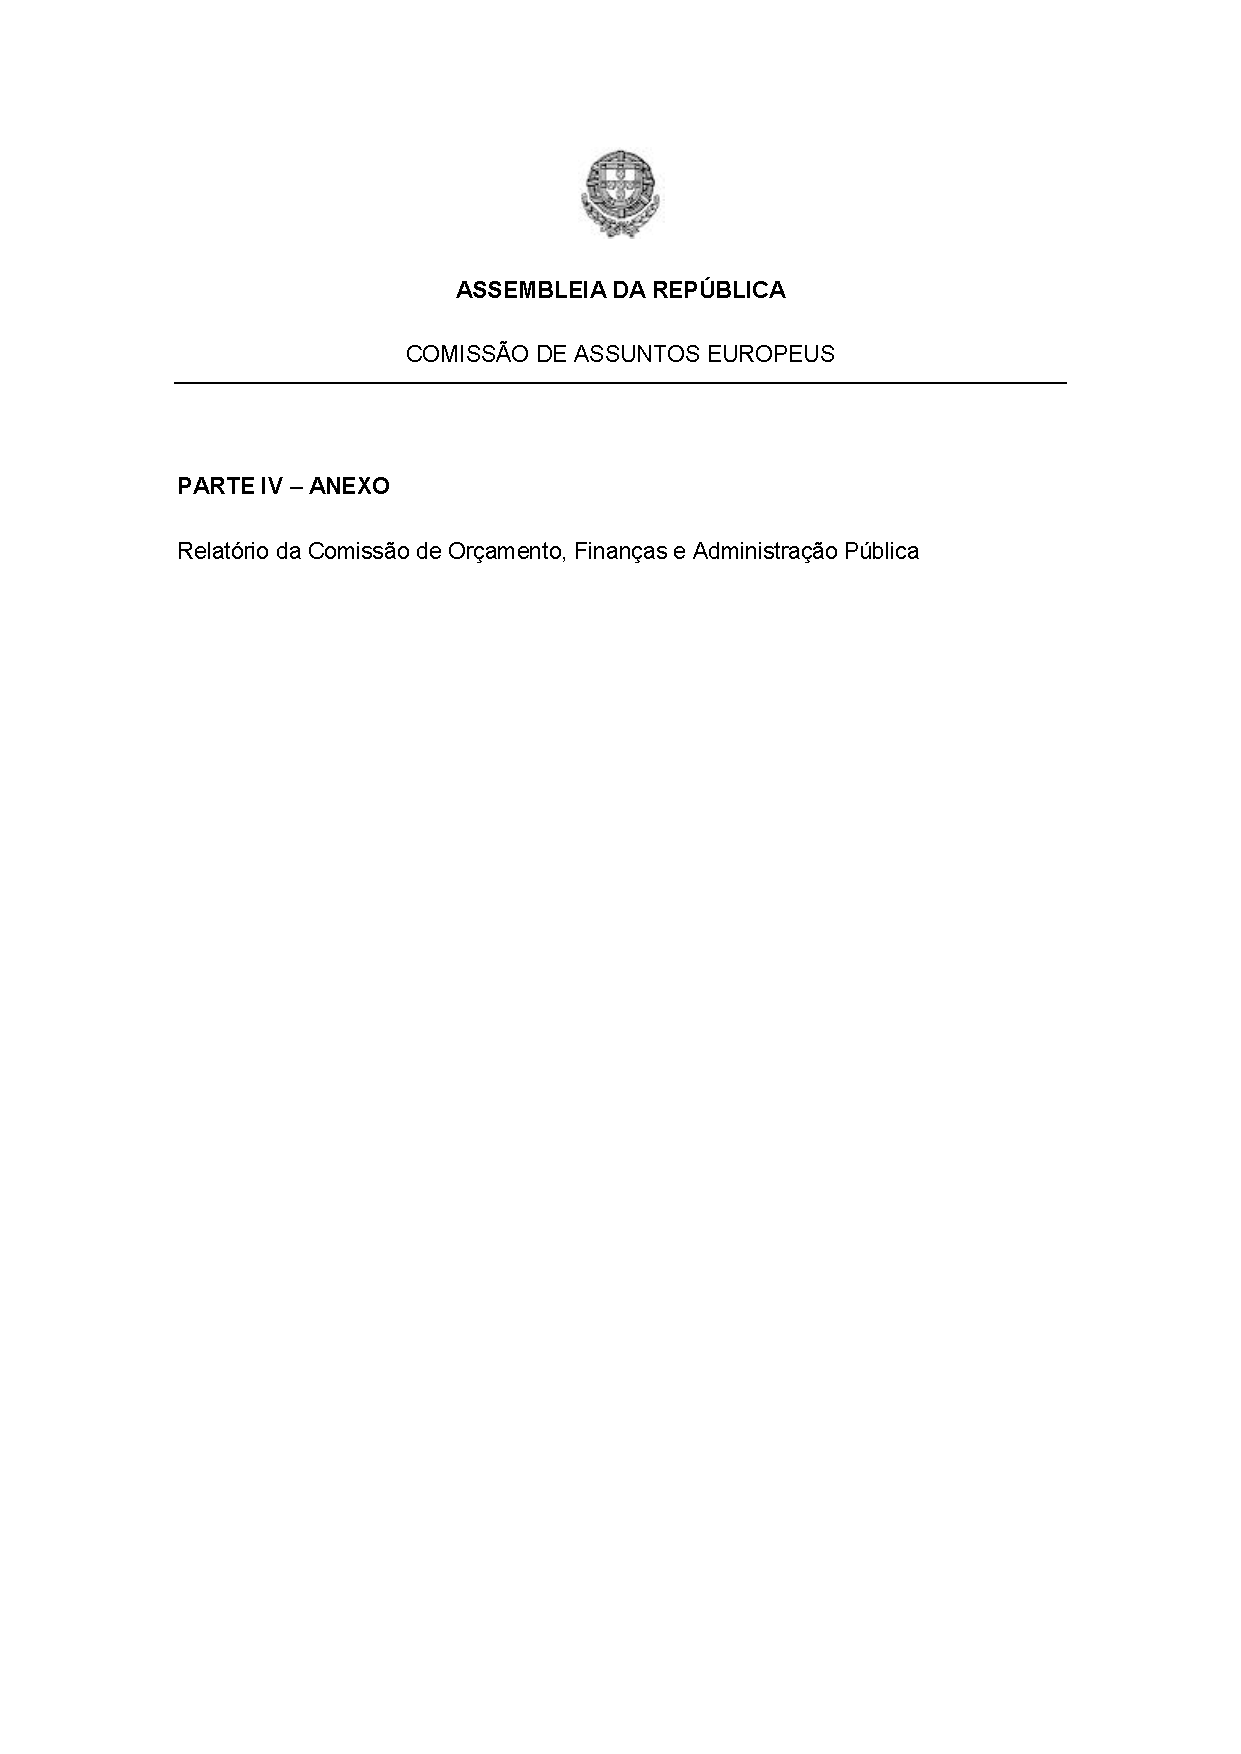 ASSEMBLEIA DA REPÚBLICA
COMISSÃO DE ASSUNTOS EUROPEUS
PARTE IV – ANEXO
Relatório da Comissão de Orçamento, Finanças e Administração Pública